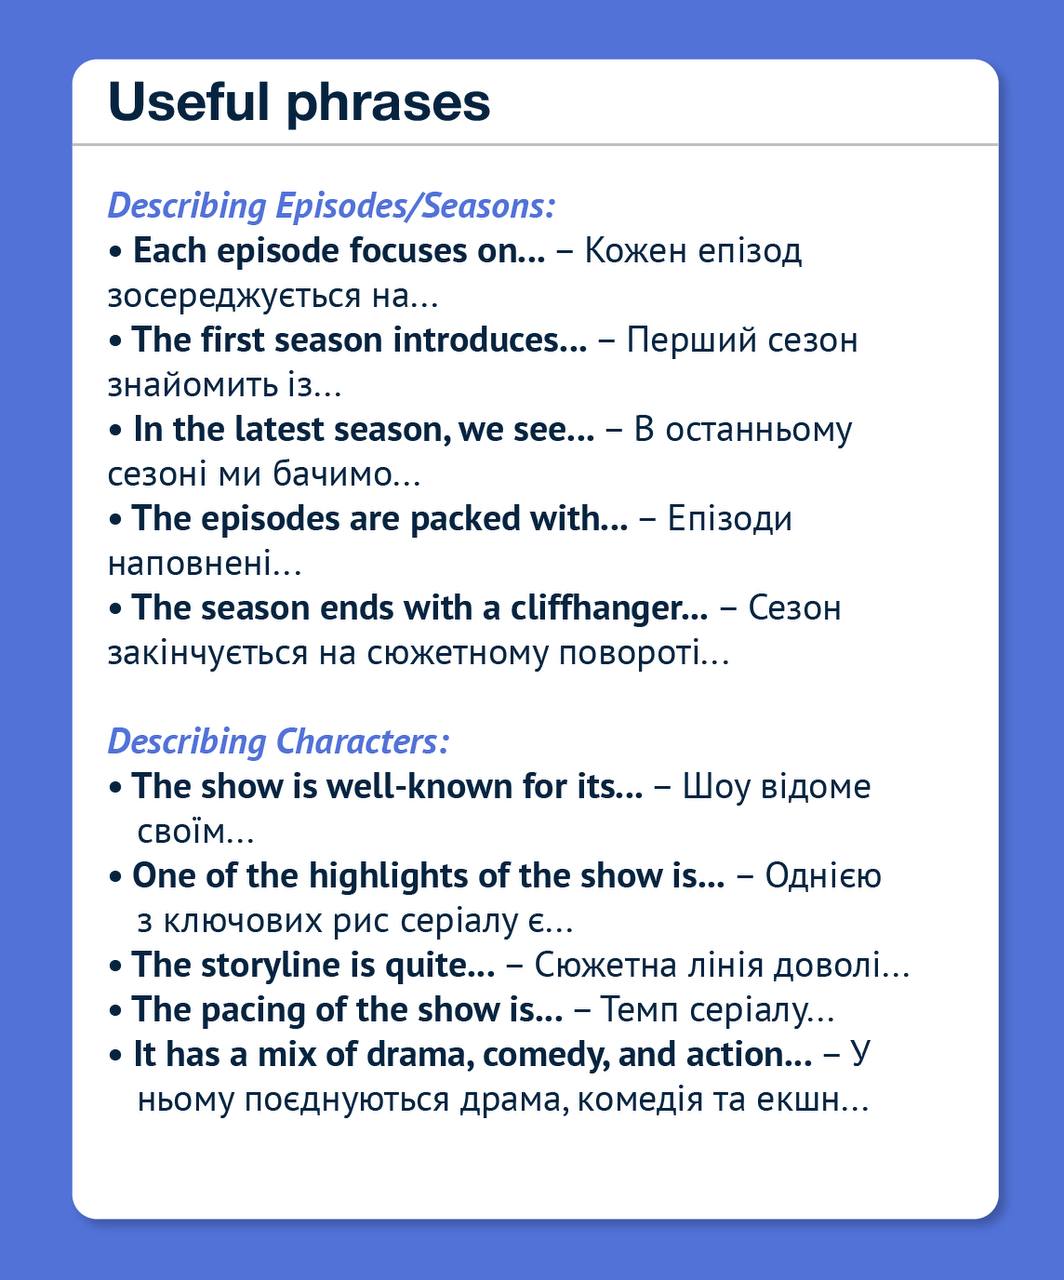 Useful phrases
Describing Episodes/Seasons:
• Each episode focuses on... – Кожен епізод
зосереджується на...
• The first season introduces... – Перший сезон
знайомить із...
• In the latest season, we see... – В останньому
сезоні ми бачимо...
• The episodes are packed with... – Епізоди
наповнені...
• The season ends with a cliffhanger... – Сезон
закінчується на сюжетному повороті...
Describing Characters:
• The show is well-known for its... – Шоу відоме
своїм...
• One of the highlights of the show is... – Однією
з ключових рис серіалу є...
• The storyline is quite... – Сюжетна лінія доволі...
• The pacing of the show is... – Темп серіалу...
• It has a mix of drama, comedy, and action... – У
ньому поєднуються драма, комедія та екшн...